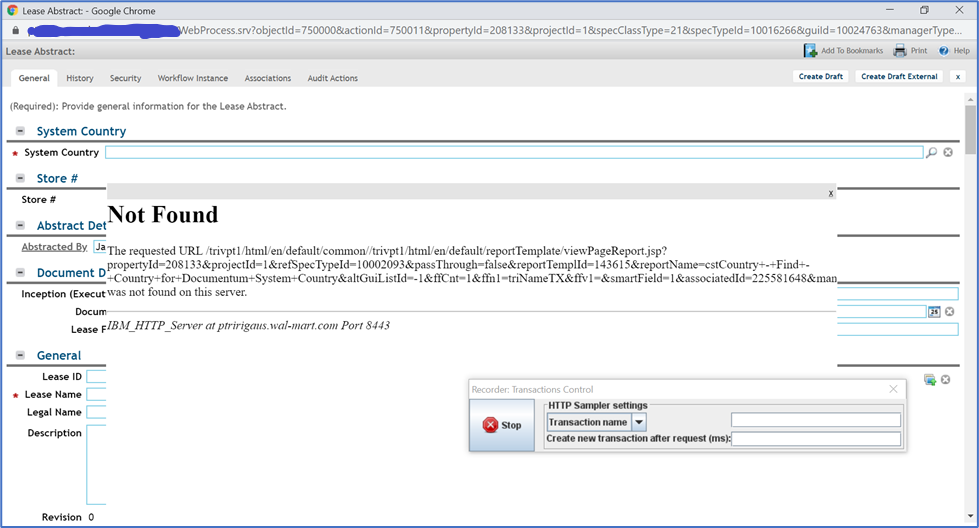 Lease Abstract: - Google Chrome
WebProcess.srv?objectId=750000&actionId=750011&propertyId=208133&projectId=1&specClassType=21&specTypeId=10016266&guiId=10024763&managerType...
Lease Abstract:
Add To Bookmarks Print Help
General History Security Workflow Instance Associations Audit Actions Create Draft Create Draft External x
(Required): Provide general information for the Lease Abstract.
System Country
* System Country
Store #
Store #
x
Not Found
Abstract Det
Abstracted By Ja
The requested URL /trivpt1/html/en/default/common//trivpt1/html/en/default/reportTemplate/viewPageReport.jsp?
propertyId=208133&projectId=1&refSpecTypeId=10002093&passThrough=false&reportTemplId=143615&reportName=cstCountry+-+Find+-
+Country+for+Documentum+System+Country&altGuiListId=-1&ffCnt=1&ffn1=triNameTX&ffv1=&smartField=1&associatedId=225581648&man
was not found on this server.
IBM_HTTP_Server at ptrirигaus.wal-mart.com Port 8443
Document D
Inception (Execut
Docum
25
Lease F
General
Lease ID
* Lease Name
Legal Name
Description
Revision 0
Recorder: Transactions Control
Stop
HTTP Sampler settings
Transaction name
Create new transaction after request (ms):